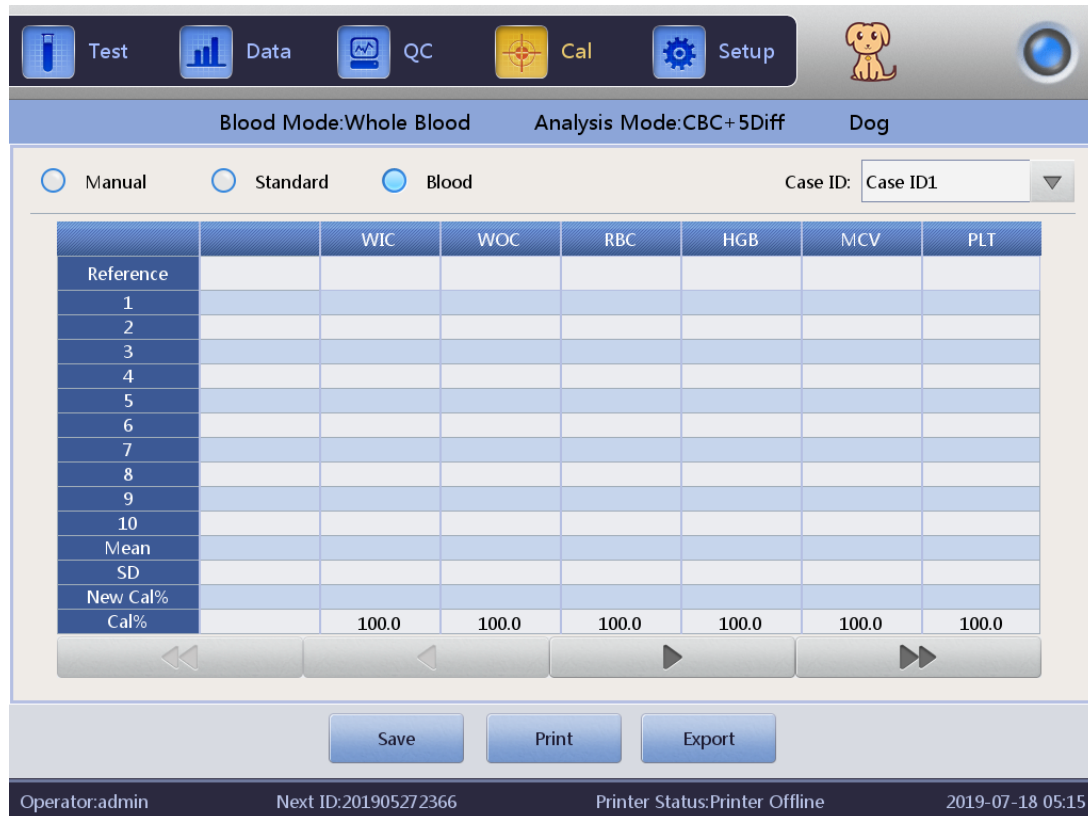 Test Data QC Cal Setup
Blood Mode:Whole Blood Analysis Mode:CBC+5Diff Dog
Manual Standard Blood Case ID: Case ID1
WIC WOC RBC HGB MCV PLT
Reference
1
2
3
4
5
6
7
8
9
10
Mean
SD
New Cal%
Cal% 100.0 100.0 100.0 100.0 100.0 100.0
Save Print Export
Operator:admin Next ID:201905272366 Printer Status:Printer Offline 2019-07-18 05:15